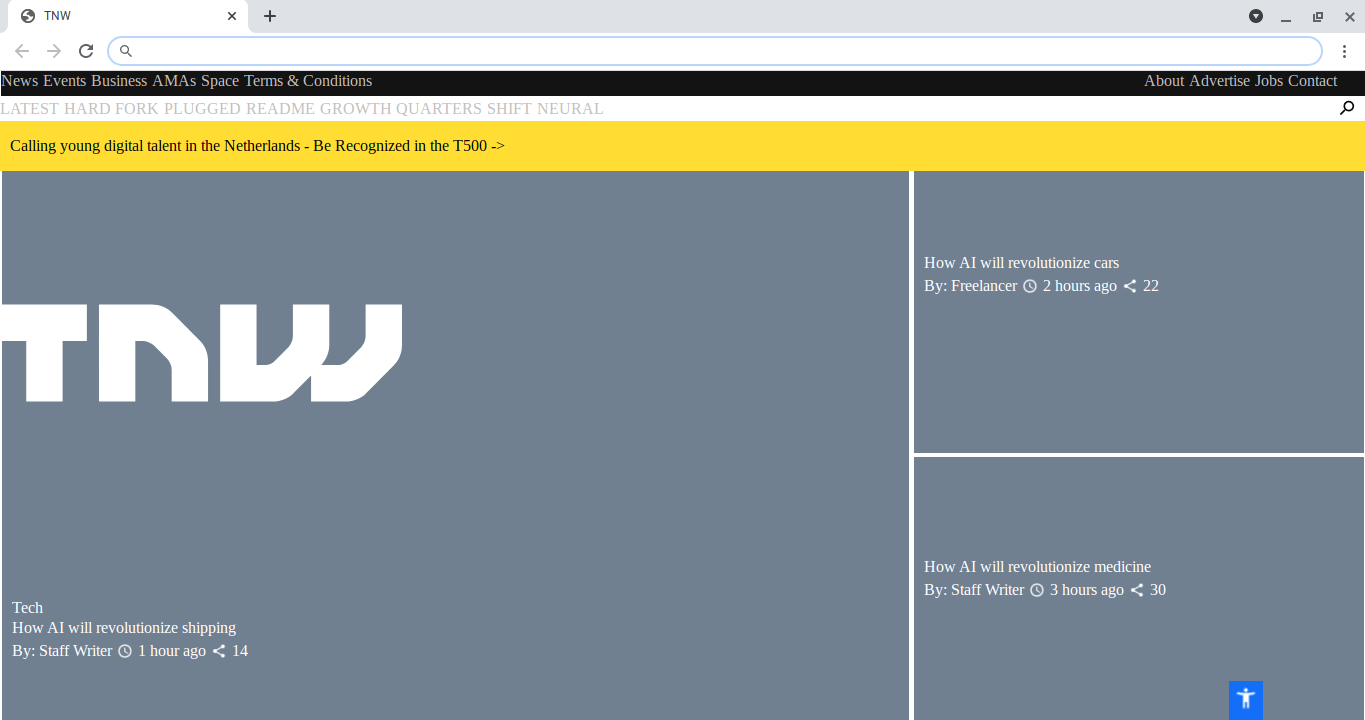 TNW
News Events Business AMAs Space Terms & Conditions About Advertise Jobs Contact
LATEST HARD FORK PLUGGED README GROWTH QUARTERS SHIFT NEURAL
Calling young digital talent in the Netherlands - Be Recognized in the T500 ->
TNW
Tech
How AI will revolutionize shipping
By: Staff Writer 1 hour ago 14
How AI will revolutionize cars
By: Freelancer 2 hours ago 22
How AI will revolutionize medicine
By: Staff Writer 3 hours ago 30